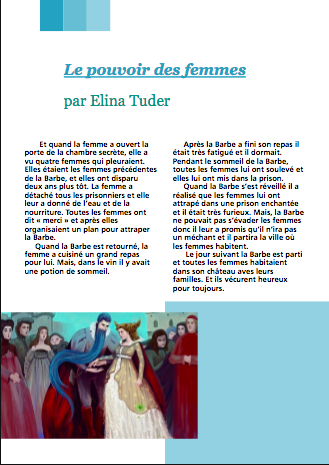 Le pouvoir des femmes
par Elina Tuder
Et quand la femme a ouvert la
porte de la chambre secrète, elle a
vu quatre femmes qui pleuraient.
Elles étaient les femmes précédentes
de la Barbe, et elles ont disparu
deux ans plus tôt. La femme a
détaché tous les prisonniers et elle
leur a donné de l'eau et de la
nourriture. Toutes les femmes ont
dit « merci » et après elles
organisaient un plan pour attraper
la Barbe.
Quand la Barbe est retourné, la
femme a cuisiné un grand repas
pour lui. Mais, dans le vin il y avait
une potion de sommeil.
Après la Barbe a fini son repas il
était très fatigué et il dormait.
Pendant le sommeil de la Barbe,
toutes les femmes lui ont soulevé et
elles lui ont mis dans la prison.
Quand la Barbe s'est réveillé il a
réalisé que les femmes lui ont
attrapé dans une prison enchantée
et il était très furieux. Mais, la Barbe
ne pouvait pas s'évader les femmes
donc il leur a promis qu'il n'ira pas
un méchant et il partira la ville où
les femmes habitent.
Le jour suivant la Barbe est parti
et toutes les femmes habitaient
dans son château aves leurs
familles. Et ils vécurent heureux
pour toujours.